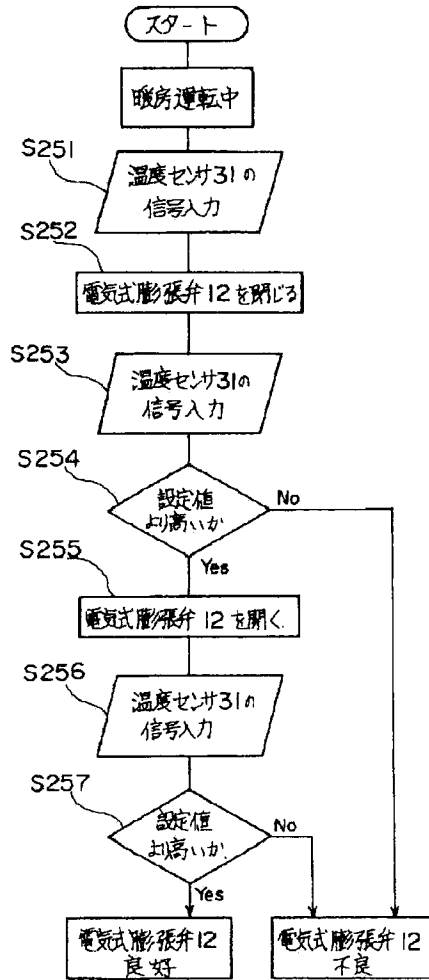 スタート
暖房運転中
S251
温度センサ31の
信号入力
S252
電気式膨張弁12を閉じる
S253
温度センサ31の
信号入力
S254
設定値
より高いか
No
Yes
S255
電気式膨張弁12を開く
S256
温度センサ31の
信号入力
S257
設定値
より高いか
No
Yes
電気式膨張弁12
良好
電気式膨張弁12
不良